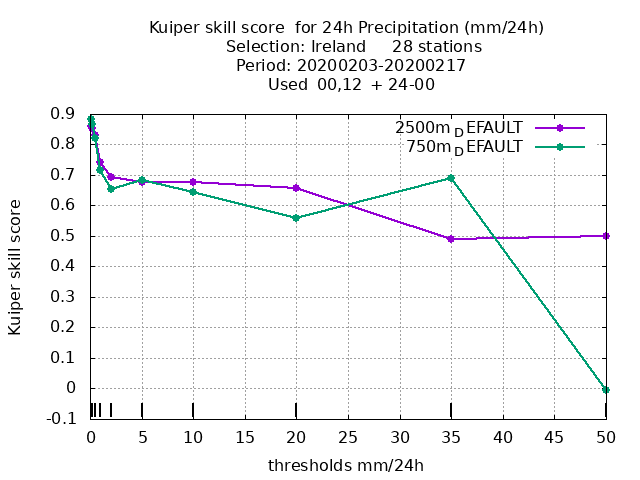 Kuiper skill score for 24h Precipitation (mm/24h)
Selection: Ireland 28 stations
Period: 20200203-20200217
Used 00,12 + 24-00
2500m_DEFAULT
750m_DEFAULT
Kuiper skill score
0.9
0.8
0.7
0.6
0.5
0.4
0.3
0.2
0.1
0
-0.1
0 5 10 15 20 25 30 35 40 45 50
thresholds mm/24h